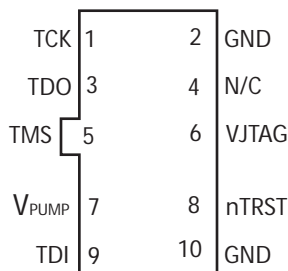 TCK 1 2 GND
TDO 3 4 N/C
TMS 5 6 VJTAG
VPUMP 7 8 nTRST
TDI 9 10 GND